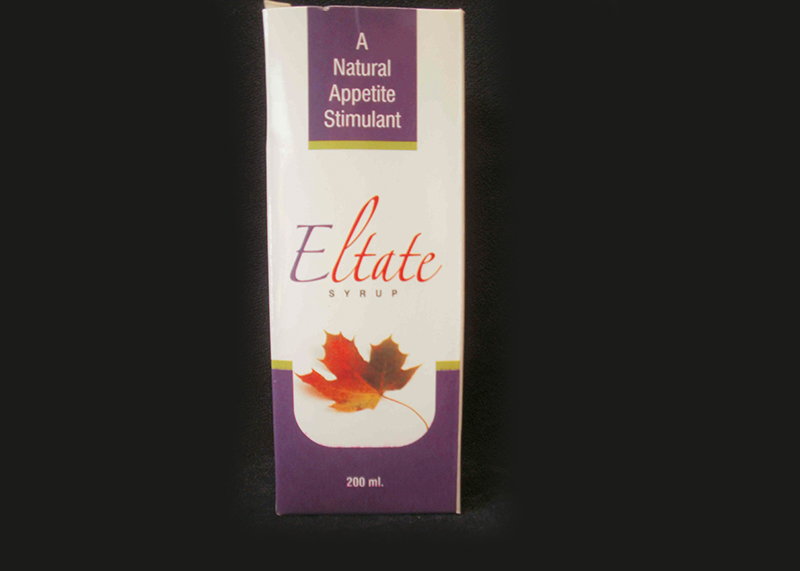 A
Natural
Appetite
Stimulant
Eltate
SYRUP
200 ml.